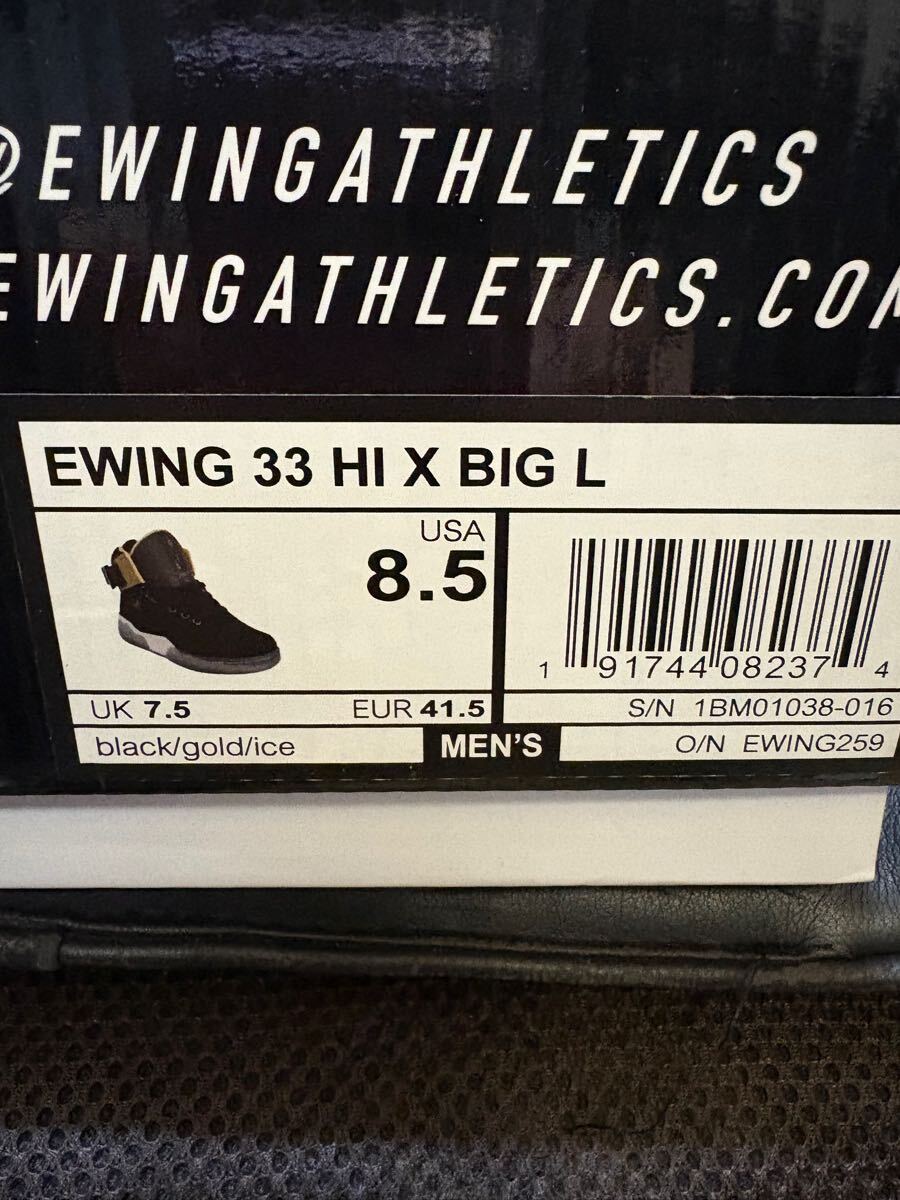 @EWINGATHLETICS
EWINGATHLETICS.COM
EWING 33 HI X BIG L
USA
8.5
1 91744 08237 4
UK 7.5 EUR 41.5
S/N 1BM01038-016
black/gold/ice MEN'S O/N EWING259